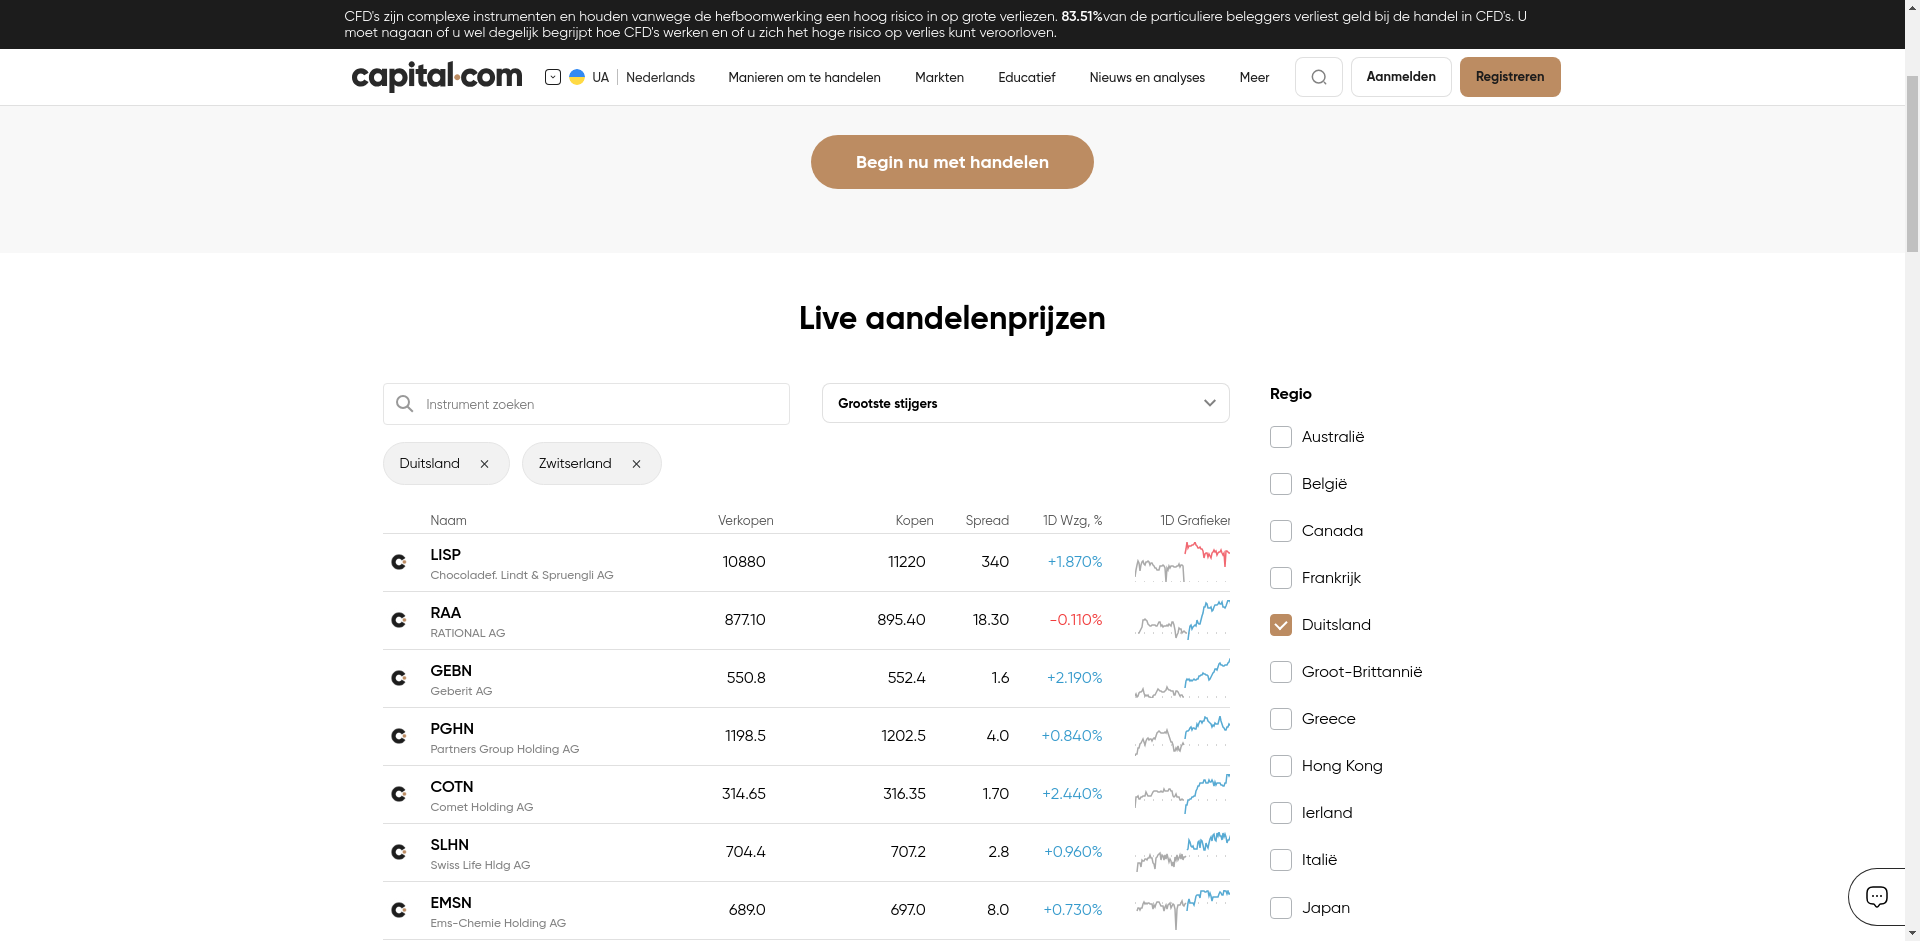 CFD's zijn complexe instrumenten en houden vanwege de hefboomwerking een hoog risico in op grote verliezen. 83.51%van de particuliere beleggers verliest geld bij de handel in CFD's. U
moet nagaan of u wel degelijk begrijpt hoe CFD's werken en of u zich het hoge risico op verlies kunt veroorloven.
capital.com UA Nederlands Manieren om te handelen Markten Educatief Nieuws en analyses Meer Aanmelden Registreren
Begin nu met handelen
Live aandelenprijzen
Instrument zoeken
Grootste stijgers
Duitsland
Zwitserland
Naam Verkopen Kopen Spread 1D Wzg, % 1D Grafieken
LISP 10880 11220 340 +1.870%
Chocoladef. Lindt & Spruengli AG
RAA 877.10 895.40 18.30 -0.110%
RATIONAL AG
GEBN 550.8 552.4 1.6 +2.190%
Geberit AG
PGHN 1198.5 1202.5 4.0 +0.840%
Partners Group Holding AG
COTN 314.65 316.35 1.70 +2.440%
Comet Holding AG
SLHN 704.4 707.2 2.8 +0.960%
Swiss Life Hldg AG
EMSN 689.0 697.0 8.0 +0.730%
Ems-Chemie Holding AG
Regio
Australië
België
Canada
Frankrijk
Duitsland
Groot-Brittannië
Greece
Hong Kong
Ierland
Italië
Japan